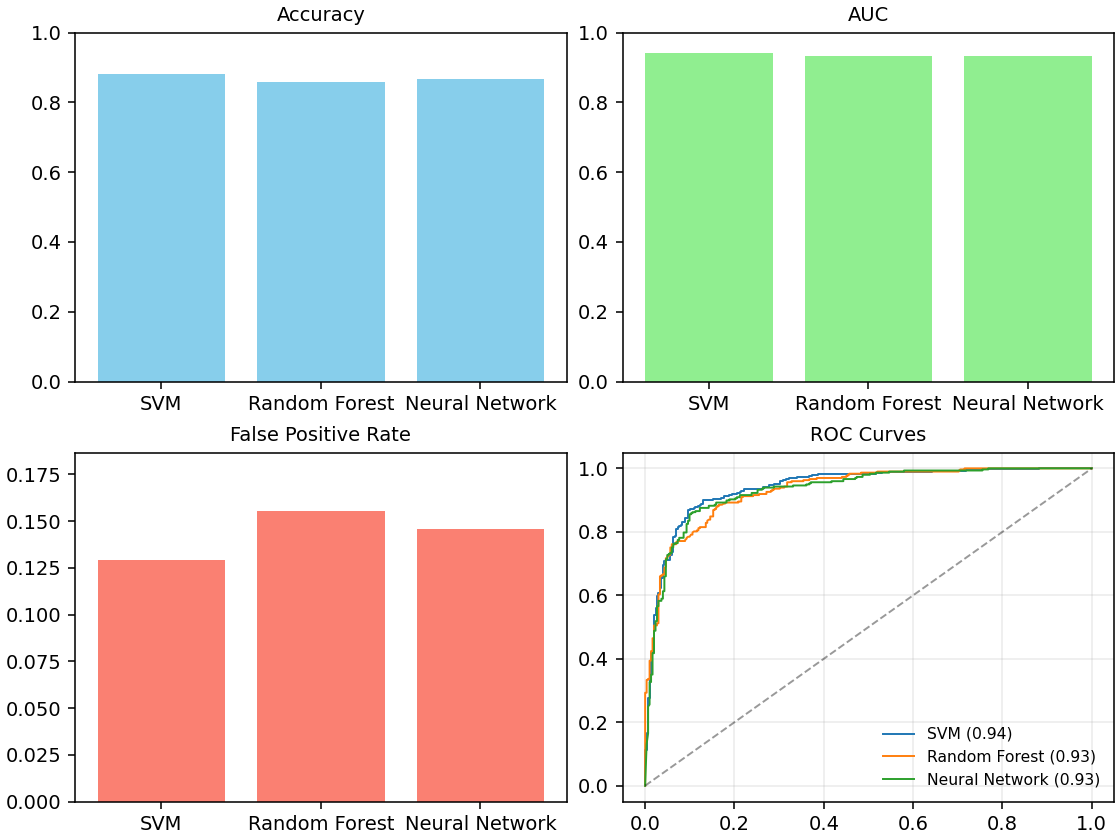 Accuracy
1.0
0.8
0.6
0.4
0.2
0.0
SVM Random Forest Neural Network
AUC
1.0
0.8
0.6
0.4
0.2
0.0
SVM Random Forest Neural Network
False Positive Rate
0.175
0.150
0.125
0.100
0.075
0.050
0.025
0.000
SVM Random Forest Neural Network
ROC Curves
1.0
0.8
0.6
0.4
0.2
0.0
SVM (0.94)
Random Forest (0.93)
Neural Network (0.93)
0.0 0.2 0.4 0.6 0.8 1.0